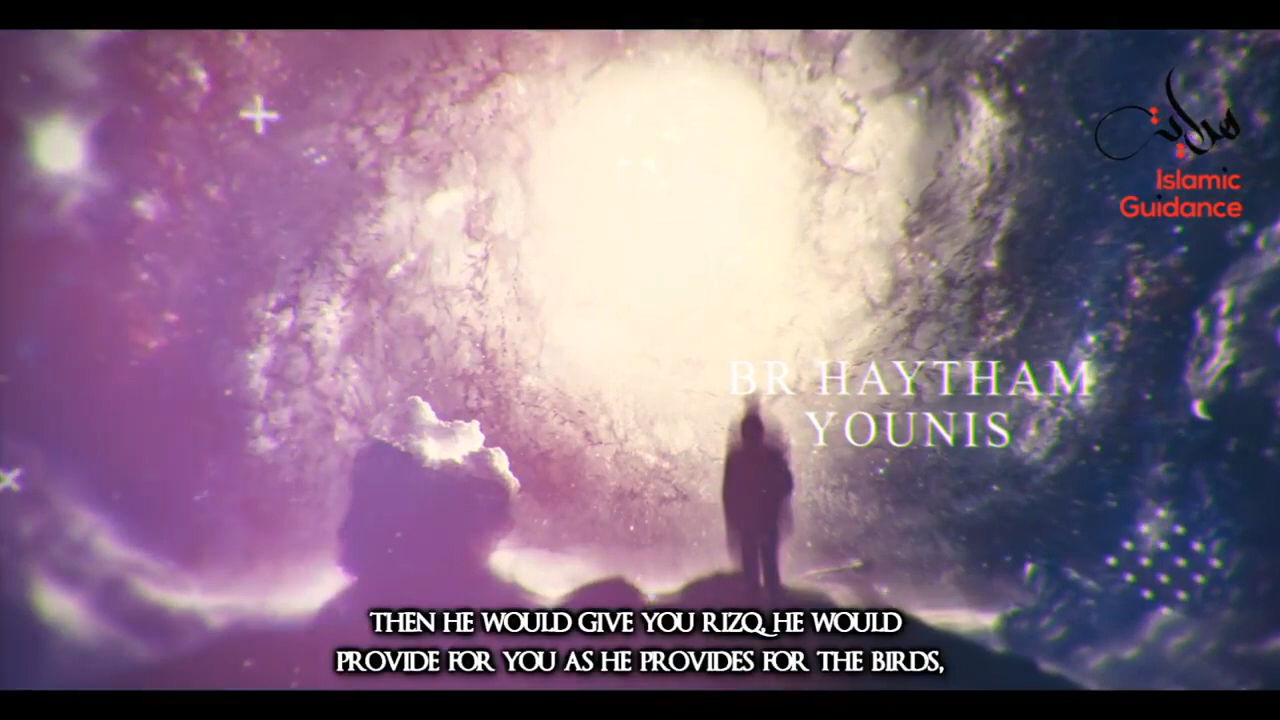 هداية
Islamic
Guidance
BR HAYTHAM
YOUNIS
THEN HE WOULD GIVE YOU RIZQ, HE WOULD
PROVIDE FOR YOU AS HE PROVIDES FOR THE BIRDS,